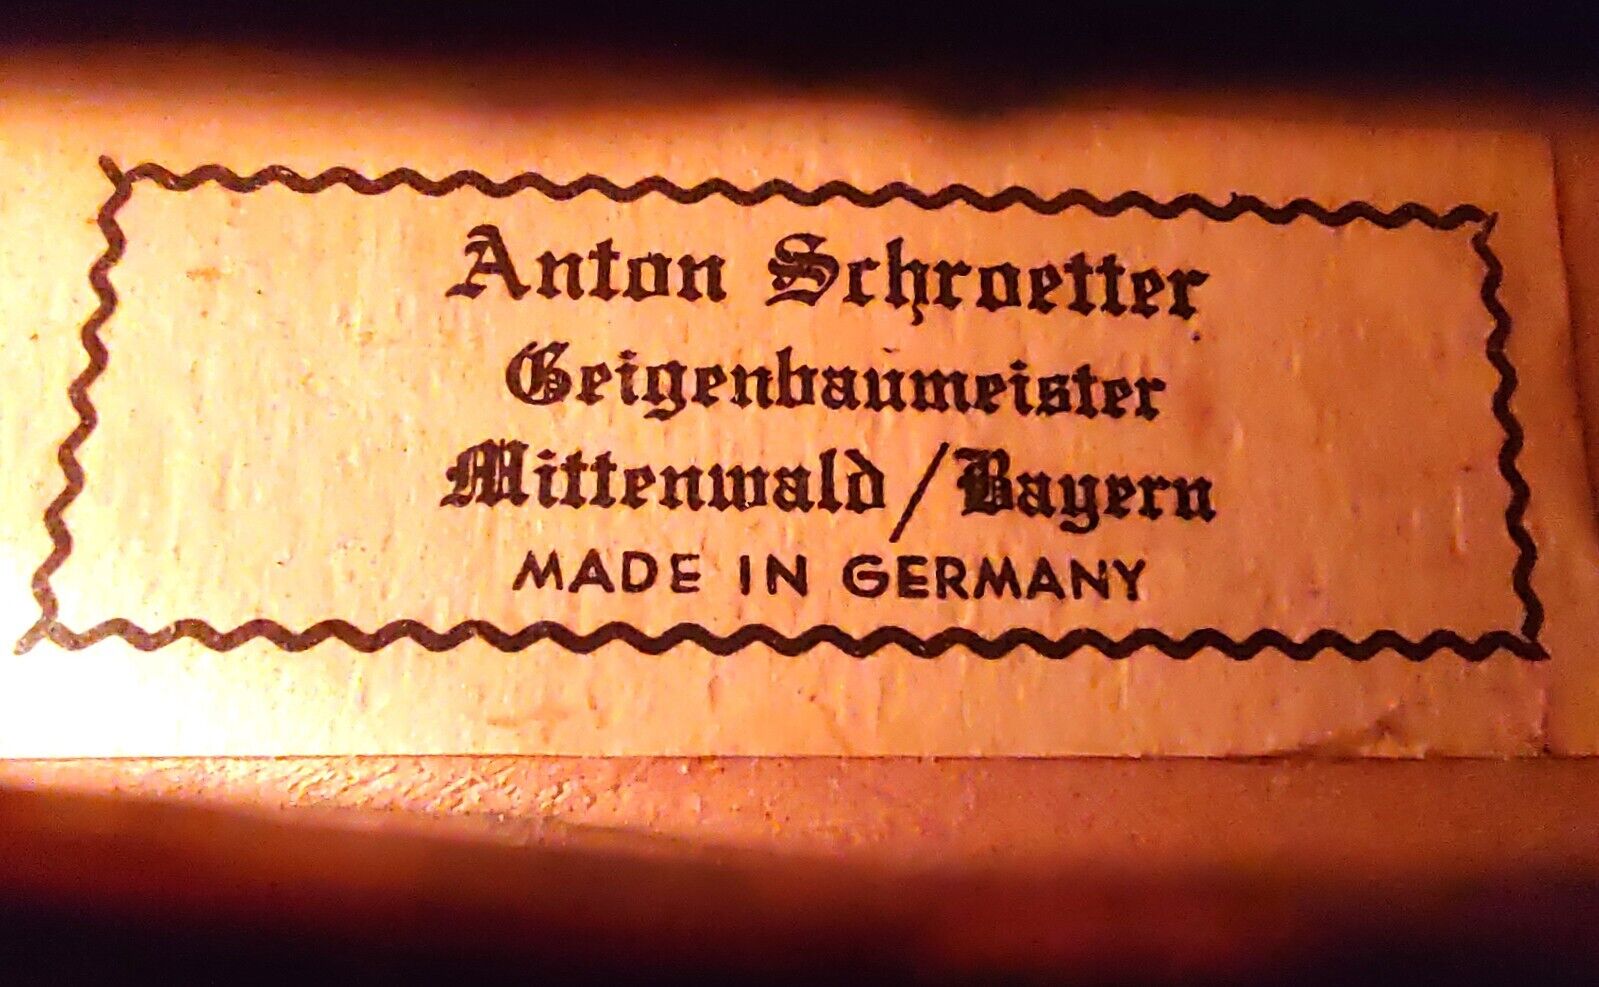 Anton Schroetter
Geigenbaumeister
Mittenwald/Bayern
MADE IN GERMANY